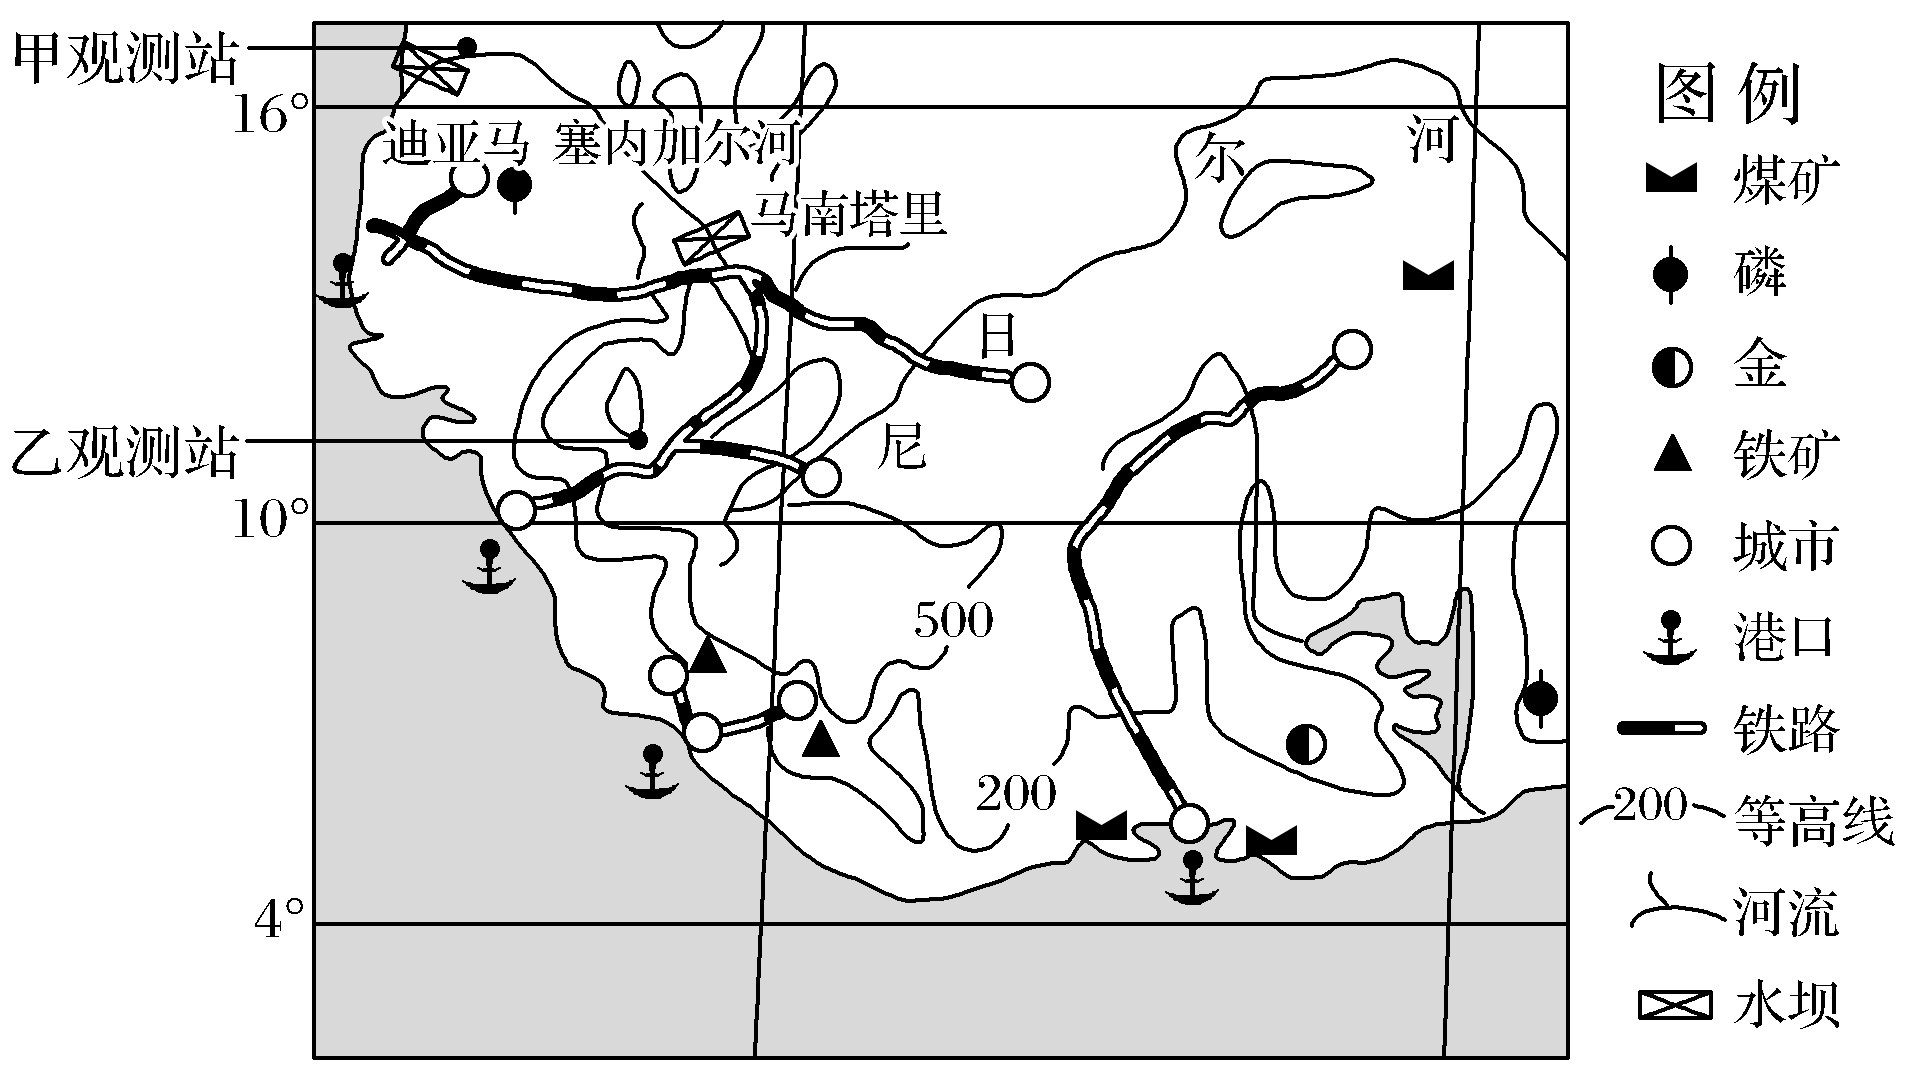 甲观测站
16°
迪亚马
塞内加尔河
马南塔里
尔
河
日
乙观测站
尼
10°
500
200
4°
图例
煤矿
磷
金
铁矿
城市
港口
铁路
200
等高线
河流
水坝